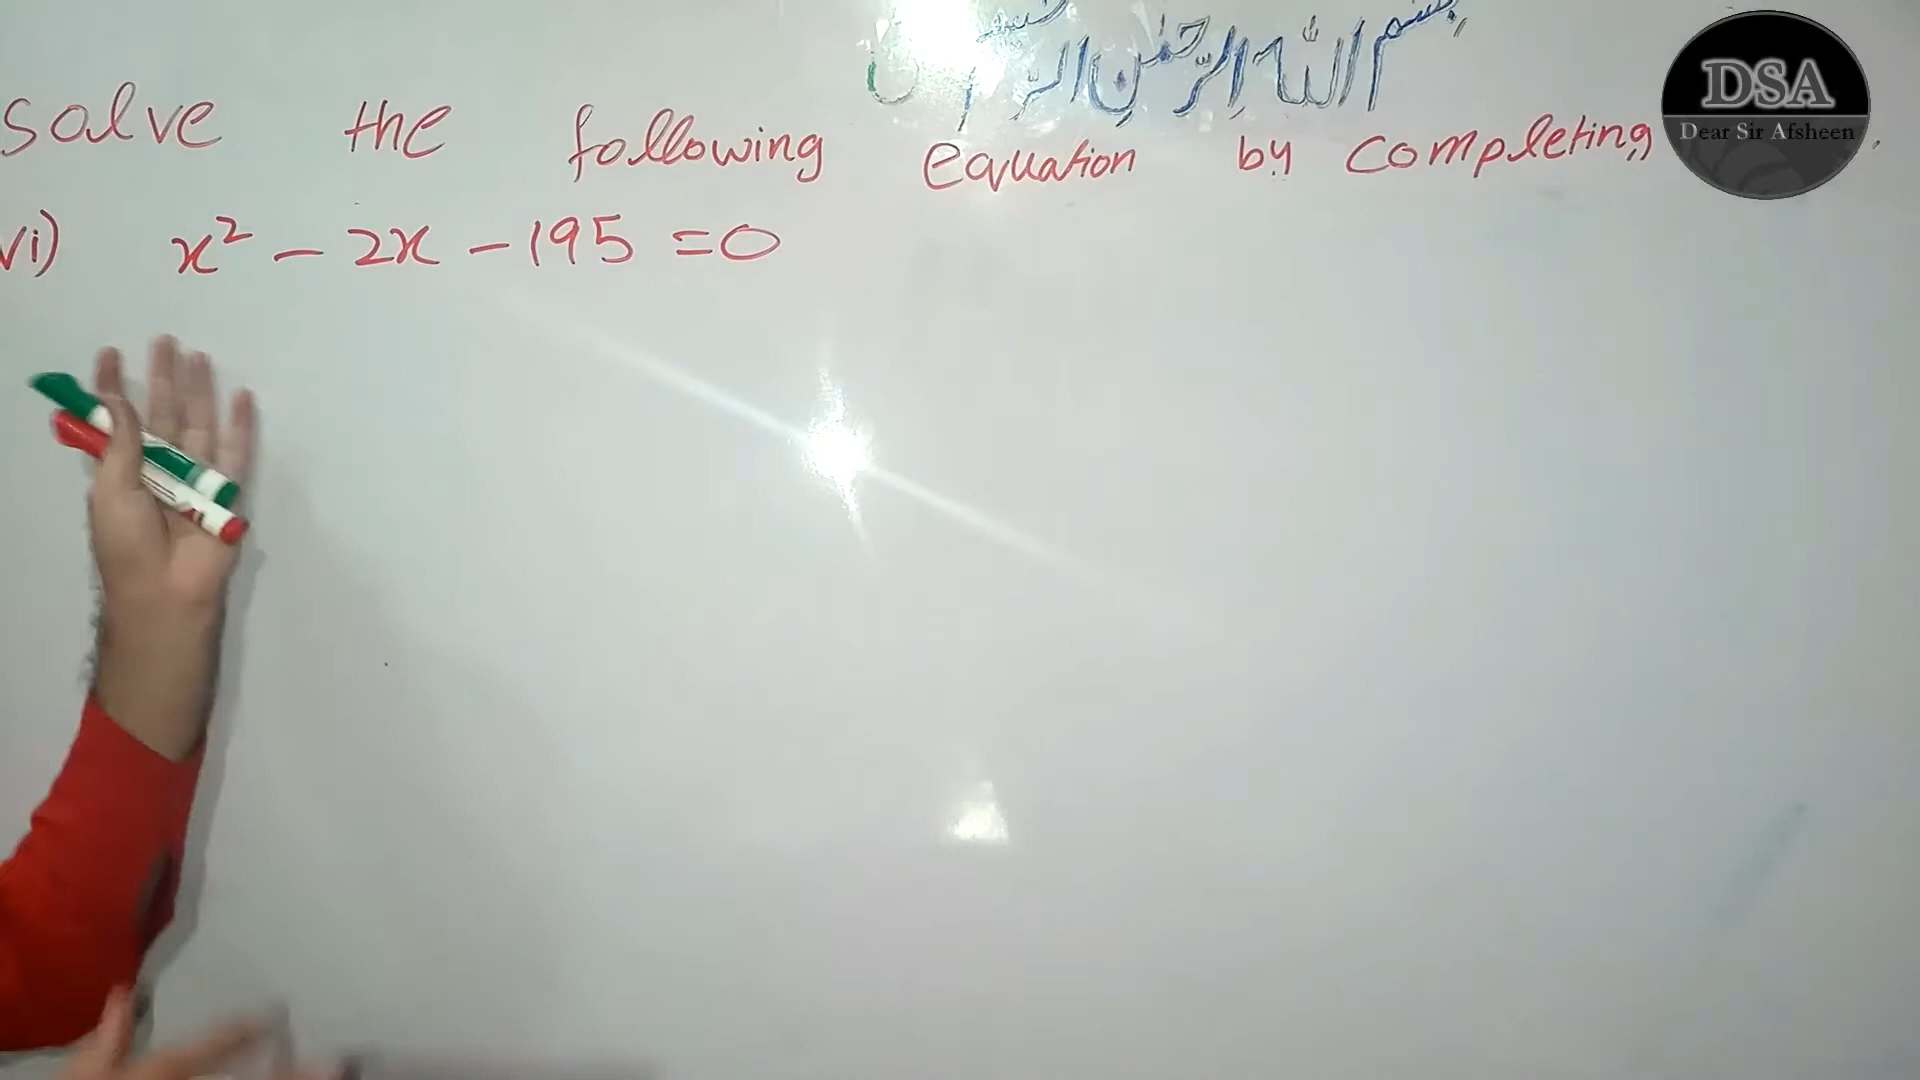 بسم الله الرحمن الرحيم
DSA
Dear Sir Afsheen
Solve the following equation by completing
vi) x² - 2x - 195 = 0